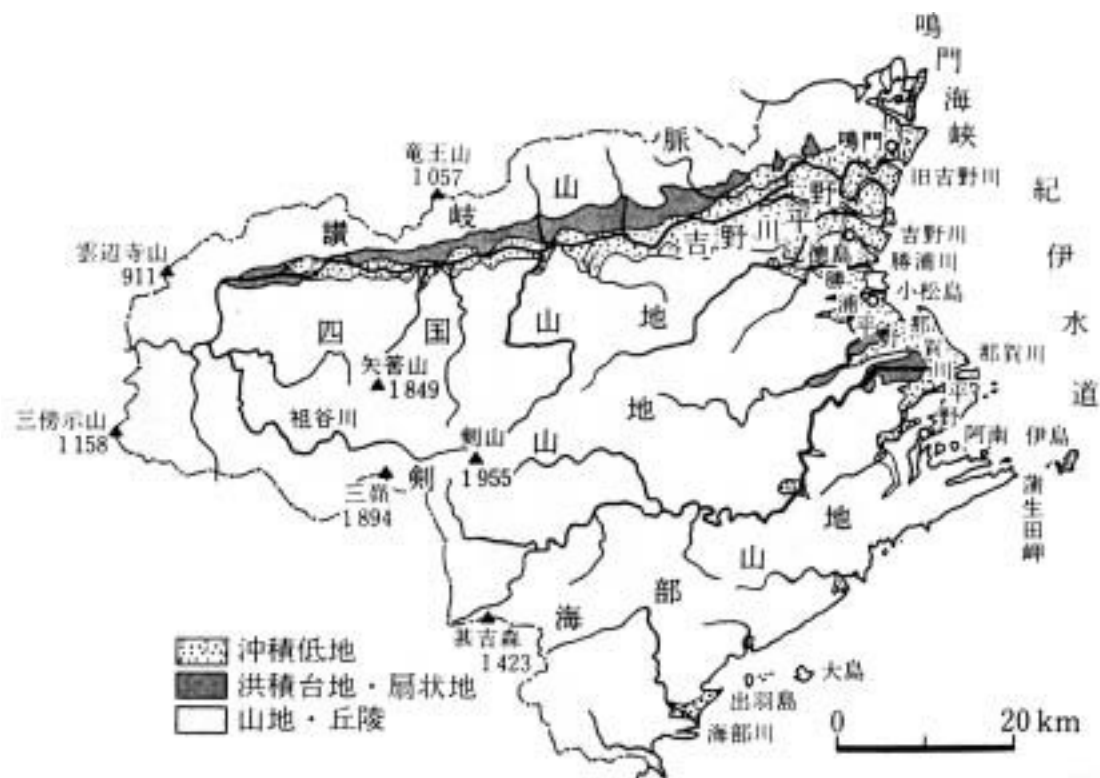 鳴門海峡
紀伊水道
讃岐山脈
竜王山
1057
雲辺寺山
911
鳴門
旧吉野川
吉野川
吉野川平野
徳島
勝浦川
小松島
勝浦平野
那賀川
那賀川平野
四国山地
矢筈山
1849
祖谷川
三傍示山
1158
剣山
1955
三嶺
1894
剣山地
阿南
伊島
蒲生田岬
海部山地
甚吉森
1423
大島
出羽島
海部川
沖積低地
洪積台地・扇状地
山地・丘陵
0 20km